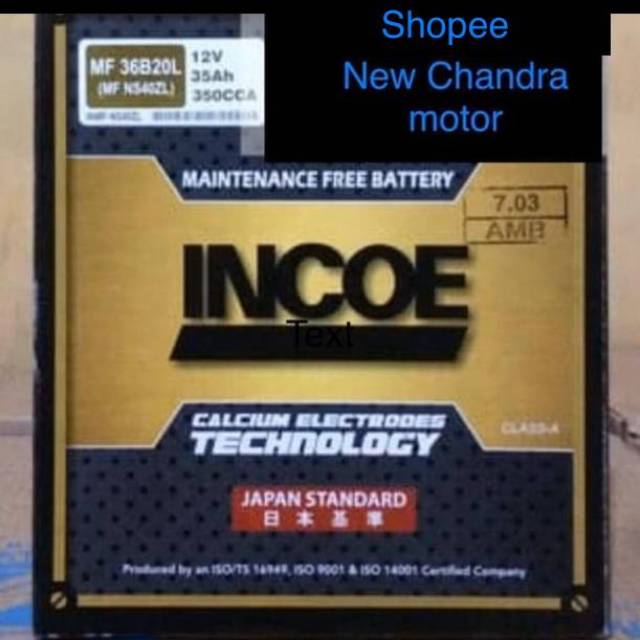 Shopee
New Chandra
motor
MF 36B20L
(MF NS40ZL)
12V
35Ah
350CCA
MAINTENANCE FREE BATTERY
7.03
AMB
INCOE
Text
CALCIUM ELECTRODES
TECHNOLOGY
CLASS-A
JAPAN STANDARD
日本基準
Produced by an ISO/TS 16949, ISO 9001 & ISO 14001 Certified Company